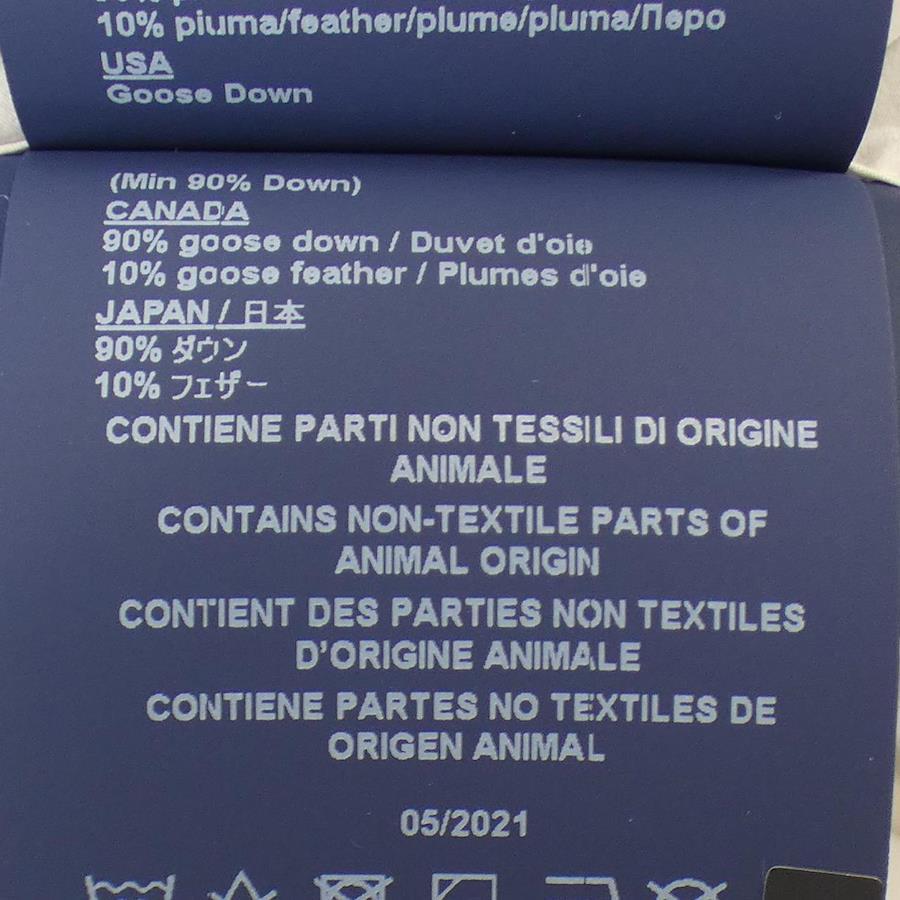 10% piuma/feather/plume/pluma/Перо
USA
Goose Down
(Min 90% Down)
CANADA
90% goose down / Duvet d'oie
10% goose feather / Plumes d'oie
JAPAN / 日本
90% ダウン
10% フェザー
CONTIENE PARTI NON TESSILI DI ORIGINE
ANIMALE
CONTAINS NON-TEXTILE PARTS OF
ANIMAL ORIGIN
CONTIENT DES PARTIES NON TEXTILES
D'ORIGINE ANIMALE
CONTIENE PARTES NO TEXTILES DE
ORIGEN ANIMAL
05/2021